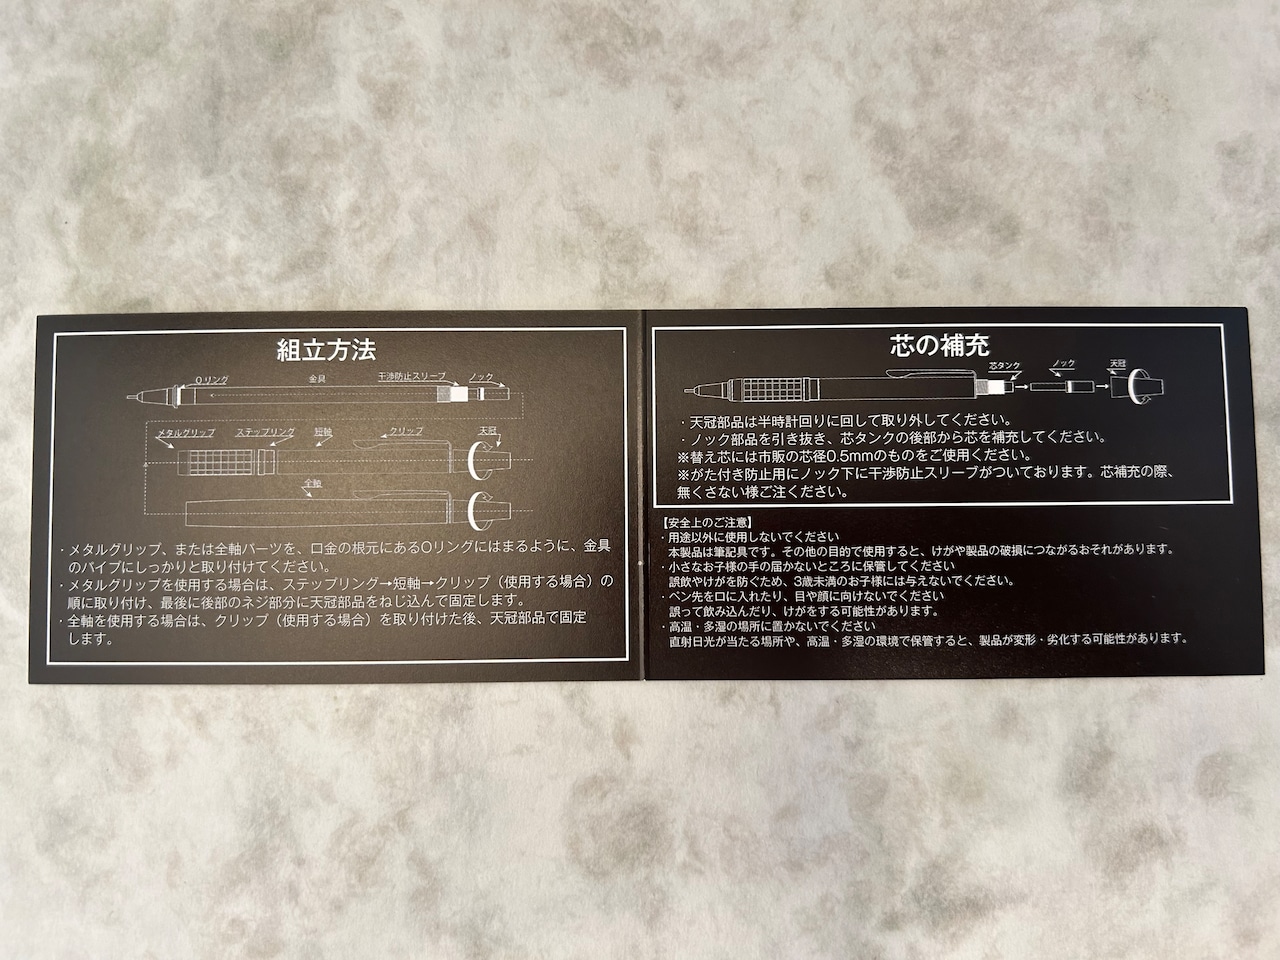 組立方法
Oリング
金具
干渉防止スリーブ
ノック
メタルグリップ
ステップリング
短軸
クリップ
天冠
全軸
・メタルグリップ、または全軸パーツを、口金の根元にあるOリングにはまるように、金具
のパイプにしっかりと取り付けてください。
・メタルグリップを使用する場合は、ステップリング→短軸→クリップ（使用する場合）の
順に取り付け、最後に後部のネジ部分に天冠部品をねじ込んで固定します。
・全軸を使用する場合は、クリップ（使用する場合）を取り付けた後、天冠部品で固定
します。
芯の補充
芯タンク
ノック
天冠
・天冠部品は半時計回りに回して取り外してください。
・ノック部品を引き抜き、芯タンクの後部から芯を補充してください。
※替え芯には市販の芯径0.5mmのものをご使用ください。
※がた付き防止用にノック下に干渉防止スリーブがついております。芯補充の際、
無くさない様ご注ください。
【安全上のご注意】
・用途以外に使用しないでください
本製品は筆記具です。その他の目的で使用すると、けがや製品の破損につながるおそれがあります。
・小さなお子様の手の届かないところに保管してください
誤飲やけがを防ぐため、3歳未満のお子様には与えないでください。
・ペン先を口に入れたり、目や顔に向けないでください
誤って飲み込んだり、けがをする可能性があります。
・高温・多湿の場所に置かないでください
直射日光が当たる場所や、高温・多湿の環境で保管すると、製品が変形・劣化する可能性があります。